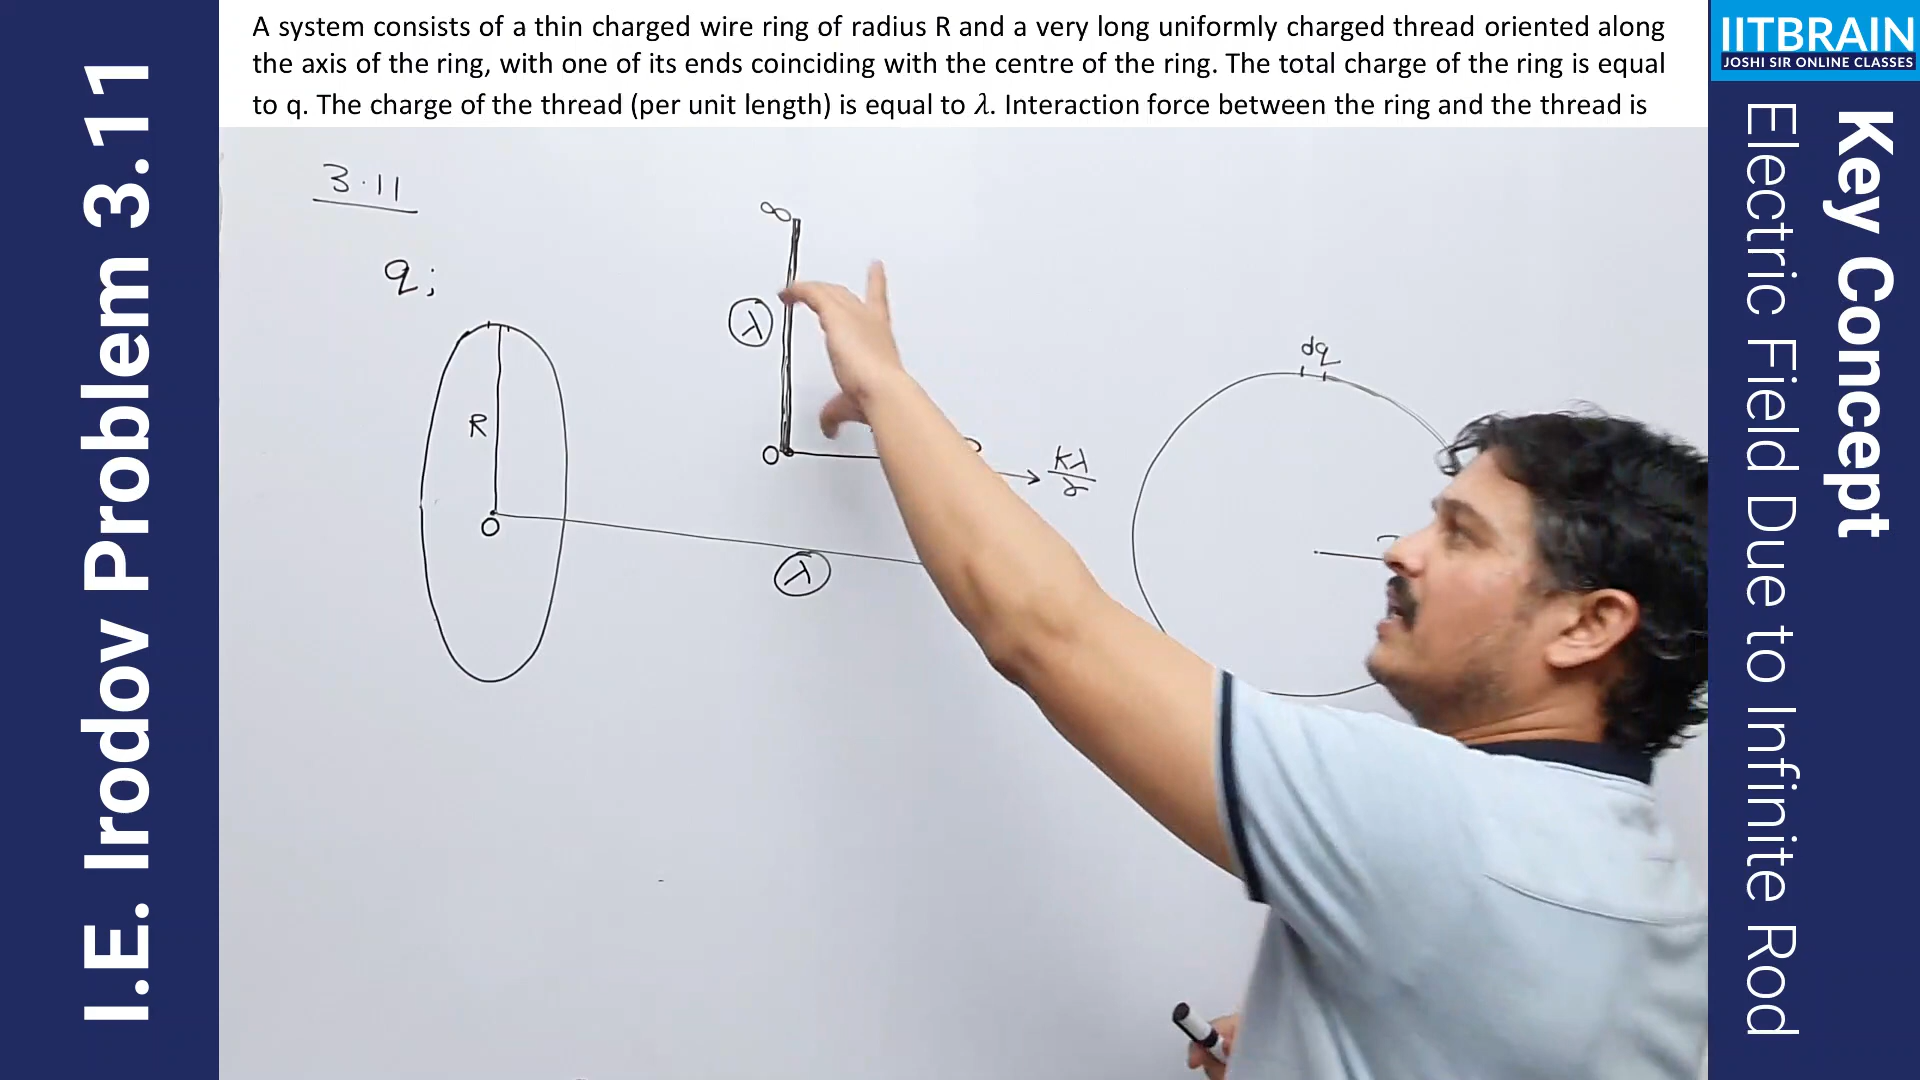 I.E. Irodov Problem 3.11
A system consists of a thin charged wire ring of radius R and a very long uniformly charged thread oriented along
the axis of the ring, with one of its ends coinciding with the centre of the ring. The total charge of the ring is equal
to q. The charge of the thread (per unit length) is equal to λ. Interaction force between the ring and the thread is
IITBRAIN
JOSHI SIR ONLINE CLASSES
Key Concept
Electric Field Due to Infinite Rod
3.11
q;
∞
λ
dq
R
O
Kλ/r
O
λ